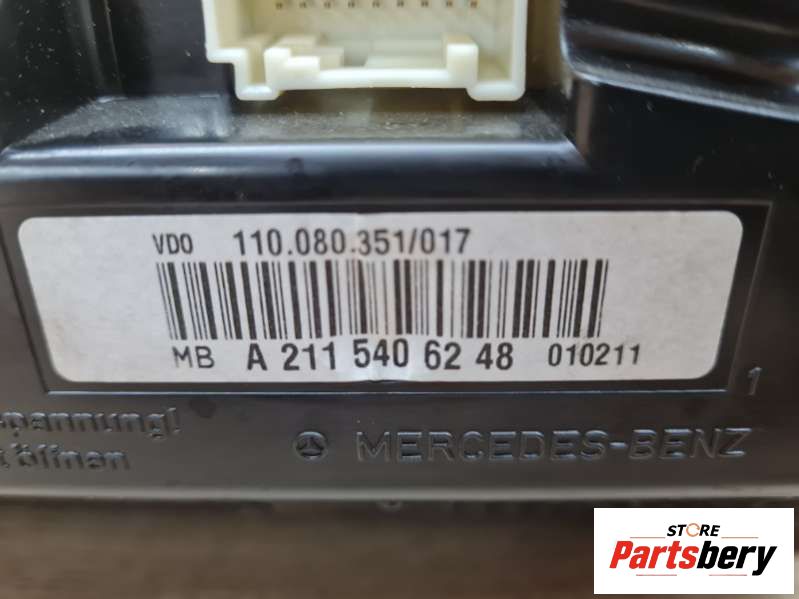 VDO 110.080.351/017
MB A 211 540 62 48 010211
1
spannung!
öffnen
MERCEDES-BENZ
STORE
Partsbery